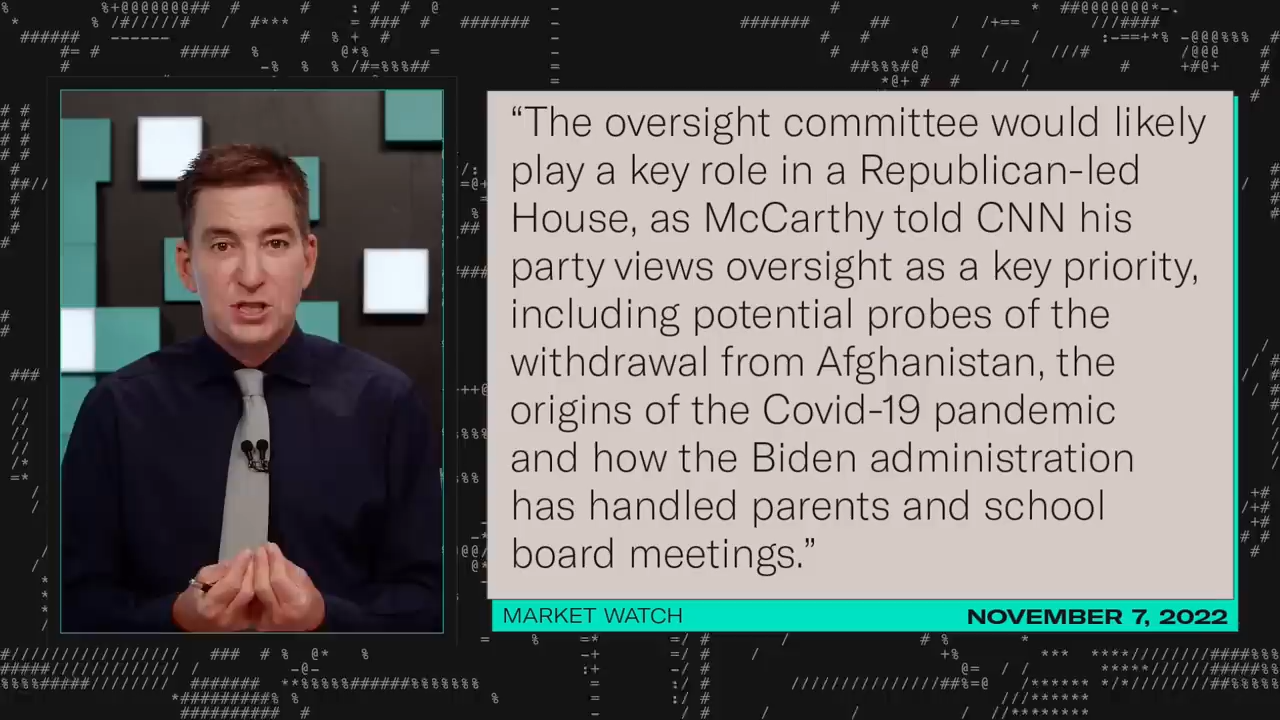 “The oversight committee would likely
play a key role in a Republican-led
House, as McCarthy told CNN his
party views oversight as a key priority,
including potential probes of the
withdrawal from Afghanistan, the
origins of the Covid-19 pandemic
and how the Biden administration
has handled parents and school
board meetings.”
MARKET WATCH
NOVEMBER 7, 2022